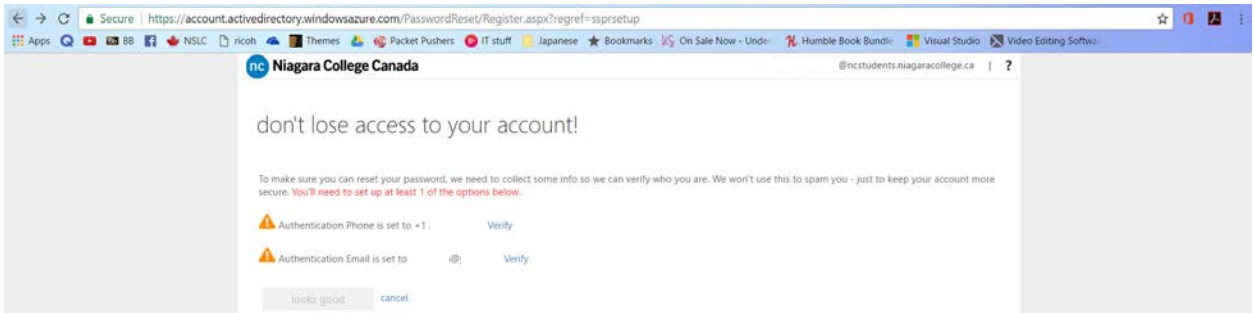 Secure | https://account.activedirectory.windowsazure.com/PasswordReset/Register.aspx?regref=ssprsetup
Apps BB NSLC ricoh Themes Packet Pushers IT stuff Japanese Bookmarks On Sale Now - Under Humble Book Bundle Visual Studio Video Editing Softwa
nc Niagara College Canada @ncstudents.niagaracollege.ca | ?
don't lose access to your account!
To make sure you can reset your password, we need to collect some info so we can verify who you are. We won't use this to spam you - just to keep your account more
secure. You'll need to set up at least 1 of the options below.
Authentication Phone is set to +1 Verify
Authentication Email is set to @ Verify
looks good cancel